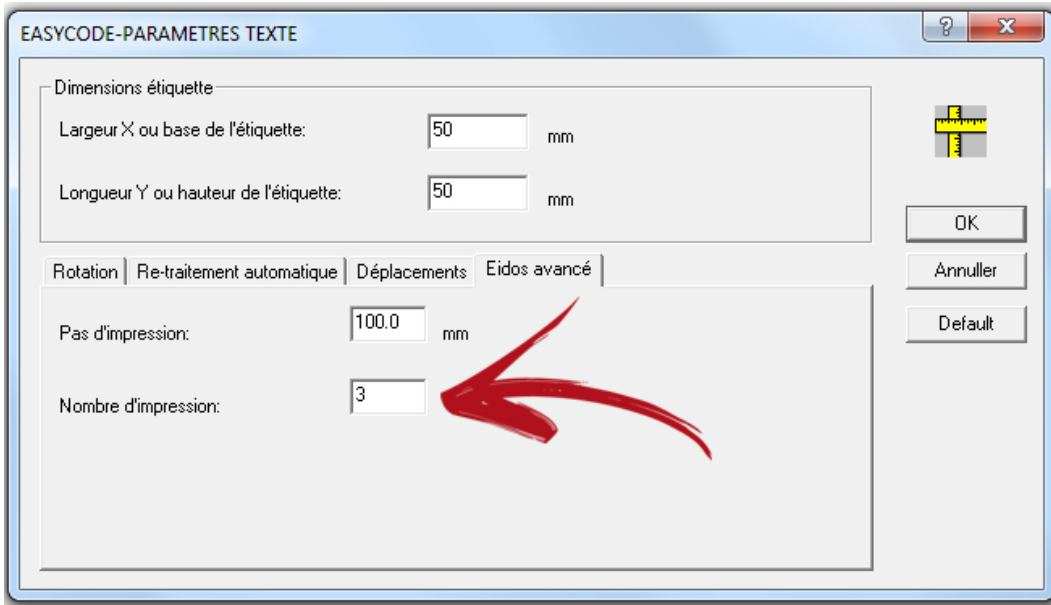 EASYCODE-PARAMETRES TEXTE
Dimensions étiquette
Largeur X ou base de l'étiquette: 50 mm
Longueur Y ou hauteur de l'étiquette: 50 mm
OK
Rotation Re-traitement automatique Déplacements Eidos avancé
Annuller
Pas d'impression: 100.0 mm
Default
Nombre d'impression: 3